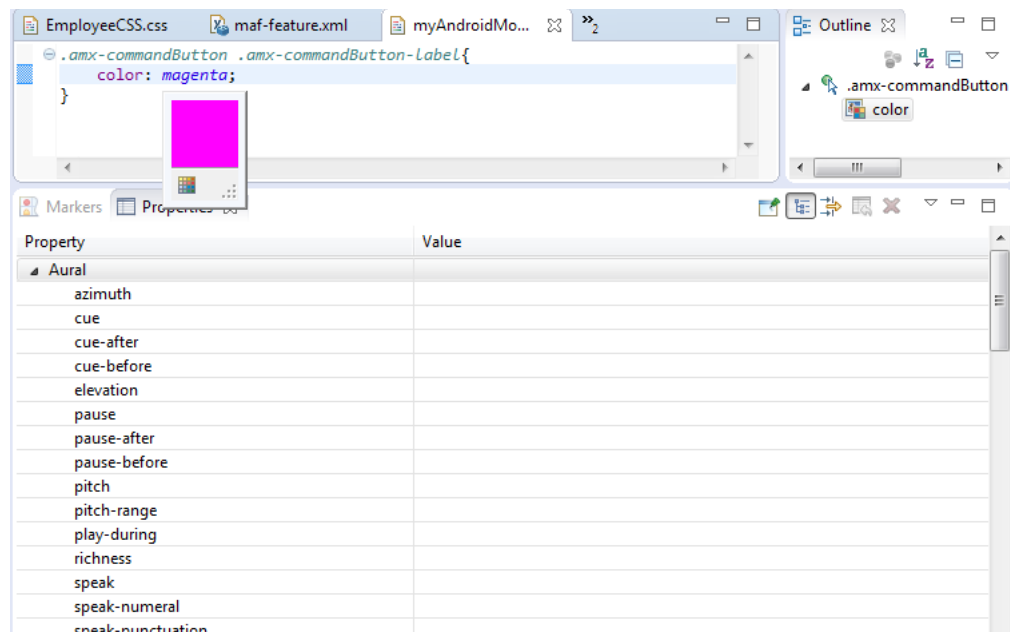 EmployeeCSS.css maf-feature.xml myAndroidMo... »2 Outline
.amx-commandButton .amx-commandButton-label{
color: magenta;
}
.amx-commandButton
color
Markers Properties
Property Value
Aural
azimuth
cue
cue-after
cue-before
elevation
pause
pause-after
pause-before
pitch
pitch-range
play-during
richness
speak
speak-numeral
speak-punctuation